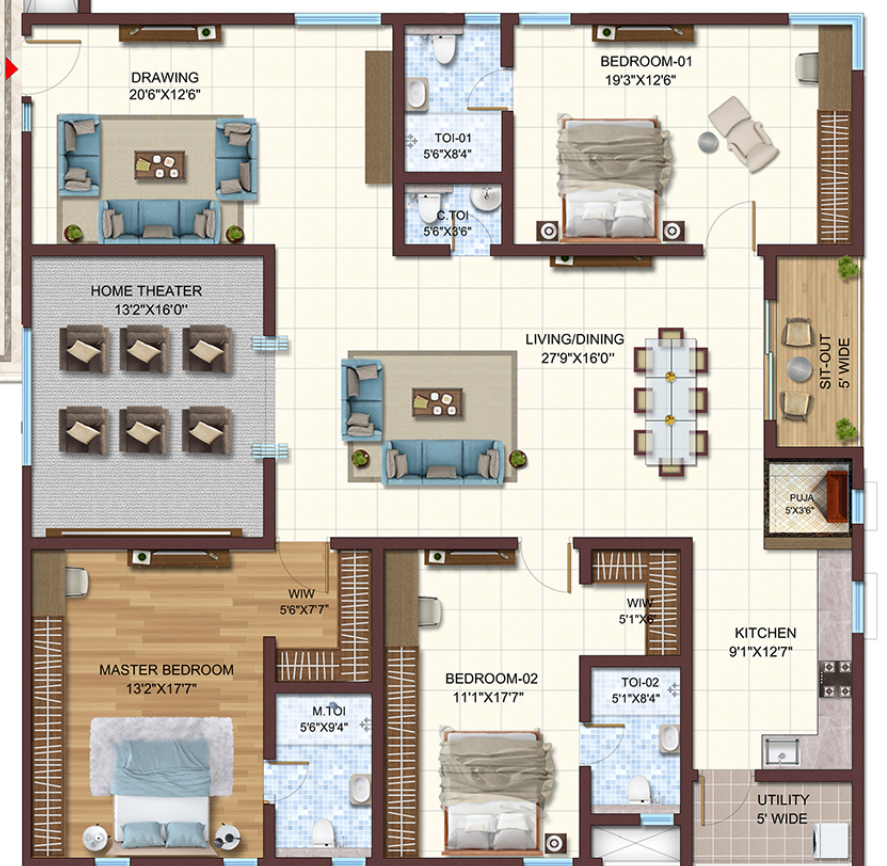 DRAWING
20'6"X12'6"
TOI-01
5'6"X8'4"
BEDROOM-01
19'3"X12'6"
C.TOI
5'6"X3'6"
HOME THEATER
13'2"X16'0"
LIVING/DINING
27'9"X16'0"
SIT-OUT
5' WIDE
PUJA
5'X3'6"
WIW
5'6"X7'7"
WIW
5'1"X6'
MASTER BEDROOM
13'2"X17'7"
M.TOI
5'6"X9'4"
BEDROOM-02
11'1"X17'7"
TOI-02
5'1"X8'4"
KITCHEN
9'1"X12'7"
UTILITY
5' WIDE